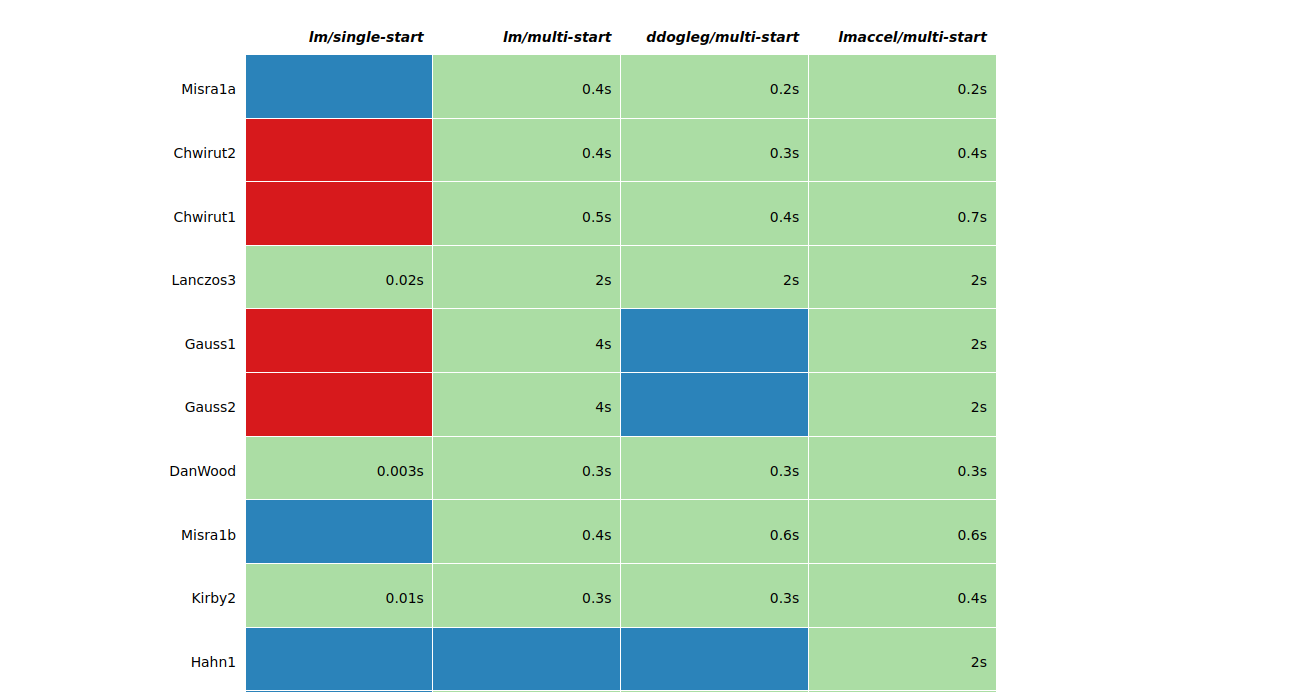 lm/single-start lm/multi-start ddogleg/multi-start lmaccel/multi-start
Misra1a 0.4s 0.2s 0.2s
Chwirut2 0.4s 0.3s 0.4s
Chwirut1 0.5s 0.4s 0.7s
Lanczos3 0.02s 2s 2s 2s
Gauss1 4s 2s
Gauss2 4s 2s
DanWood 0.003s 0.3s 0.3s 0.3s
Misra1b 0.4s 0.6s 0.6s
Kirby2 0.01s 0.3s 0.3s 0.4s
Hahn1 2s